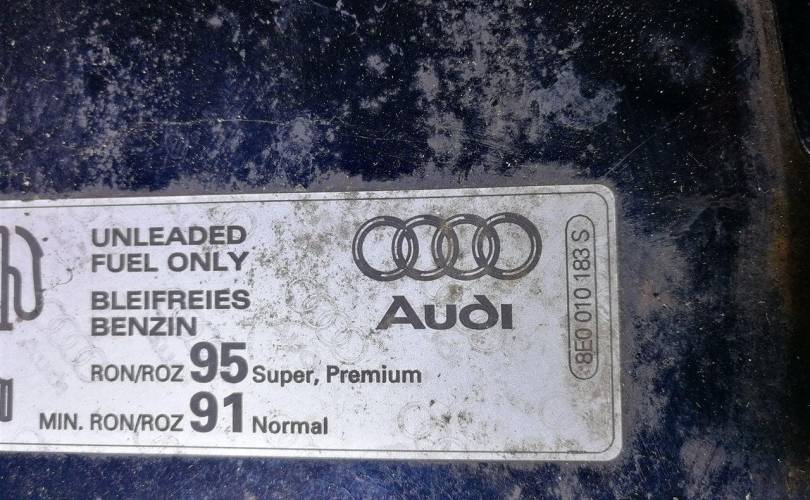 UNLEADED
FUEL ONLY
BLEIFREIES
BENZIN
RON/ROZ 95 Super, Premium
MIN. RON/ROZ 91 Normal
Audi
8E0 010 183 S